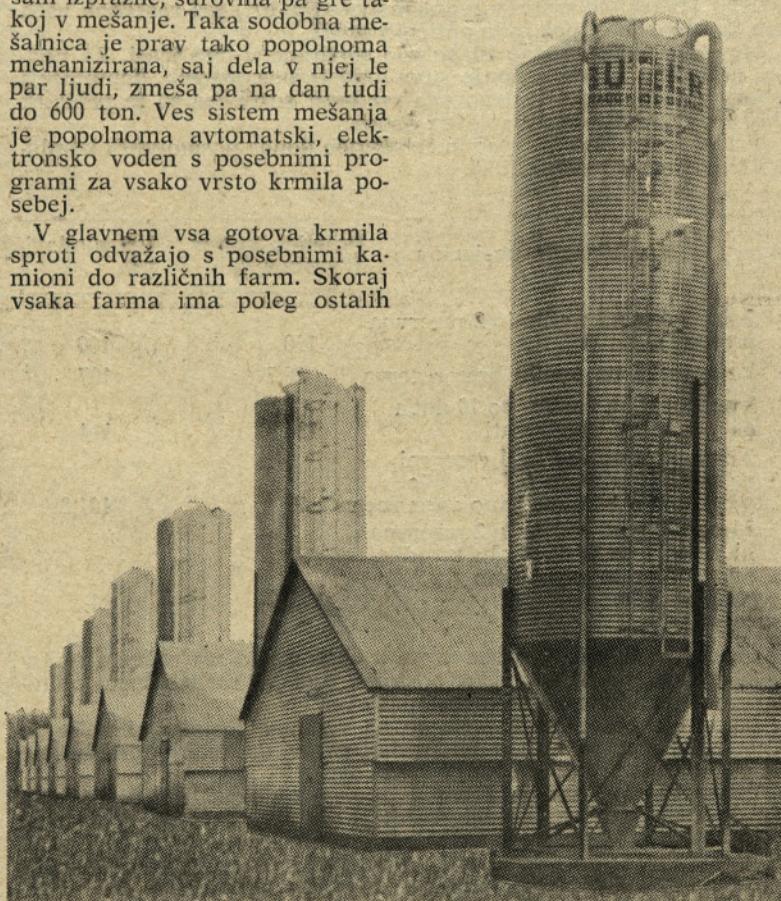 sam izprazne, surovina pa gre ta-
koj v mešanje. Taka sodobna me-
šalnica je prav tako popolnoma
mehanizirana, saj dela v njej le
par ljudi, zmeša pa na dan tudi
do 600 ton. Ves sistem mešanja
je popolnoma avtomatski, elek-
tronsko voden s posebnimi pro-
grami za vsako vrsto krmila po-
sebej.
V glavnem vsa gotova krmila
sproti odvažajo s posebnimi ka-
mioni do različnih farm. Skoraj
vsaka farma ima poleg ostalih